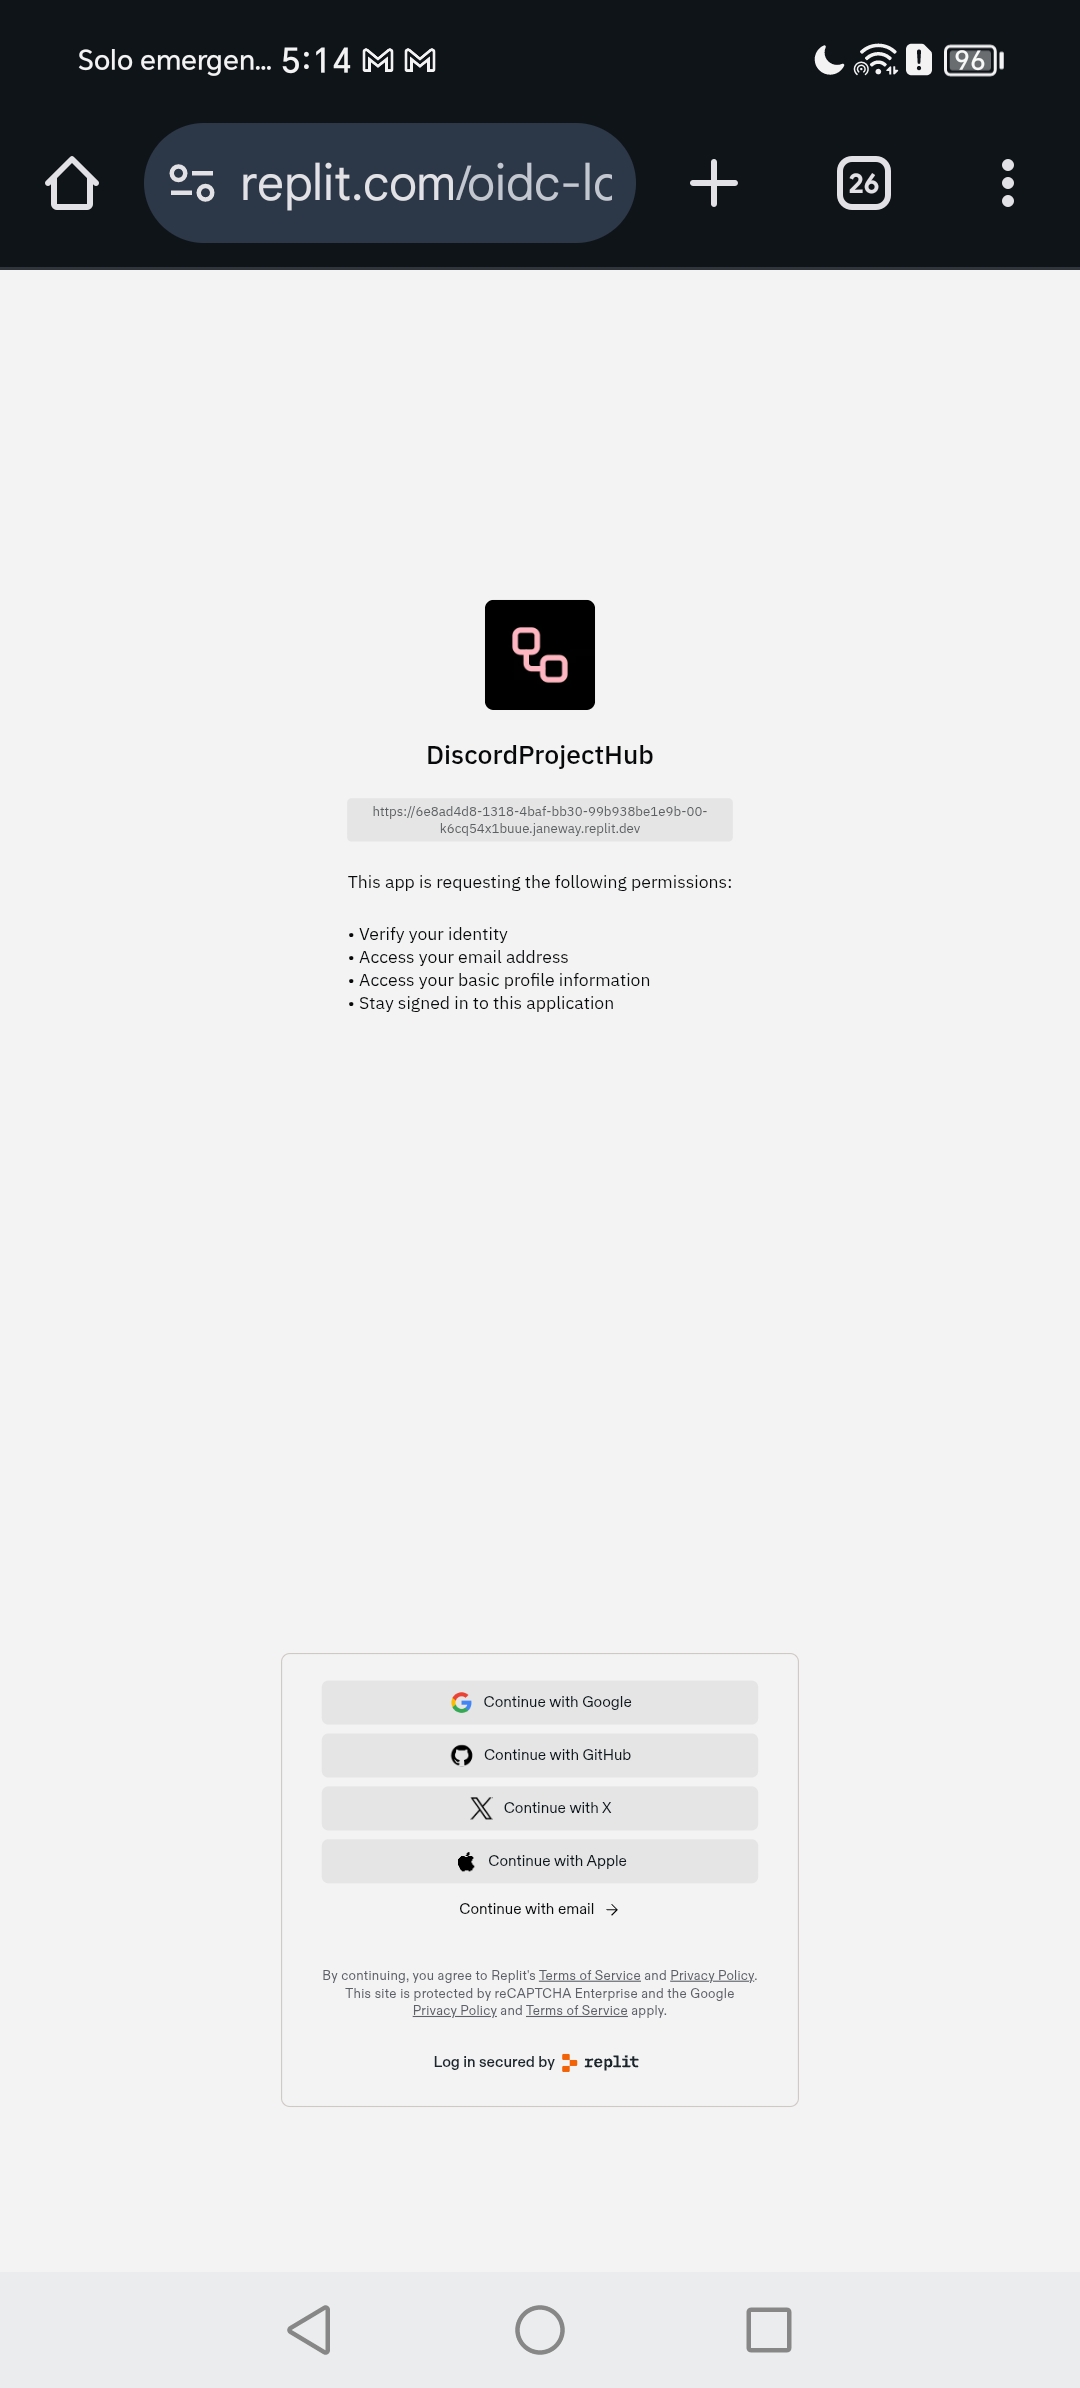 Solo emergen... 5:14
96
replit.com/oidc-lo
26
DiscordProjectHub
https://6e8ad4d8-1318-4baf-bb30-99b938be1e9b-00-
k6cq54x1buue.janeway.replit.dev
This app is requesting the following permissions:
• Verify your identity
• Access your email address
• Access your basic profile information
• Stay signed in to this application
Continue with Google
Continue with GitHub
Continue with X
Continue with Apple
Continue with email →
By continuing, you agree to Replit's Terms of Service and Privacy Policy.
This site is protected by reCAPTCHA Enterprise and the Google
Privacy Policy and Terms of Service apply.
Log in secured by replit